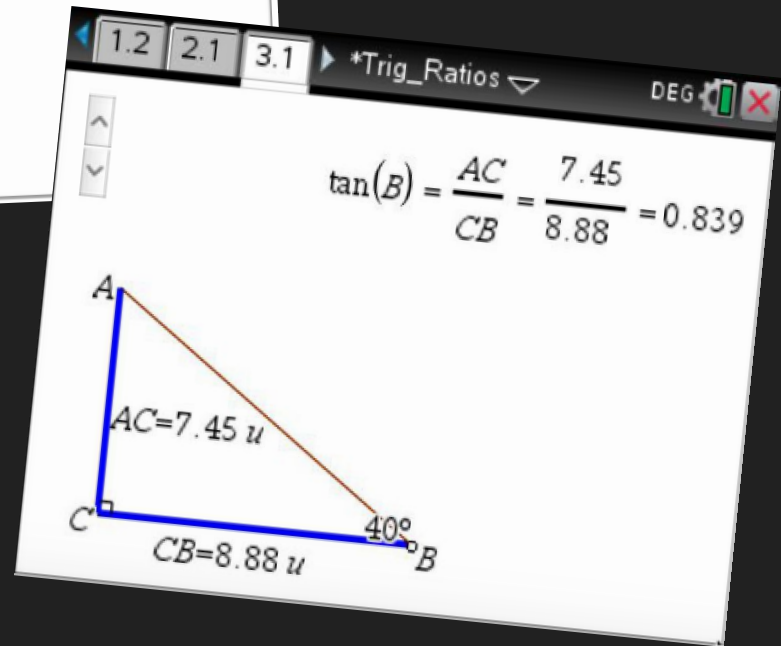 1.2 2.1 3.1 *Trig_Ratios DEG
tan(B) = AC/CB = 7.45/8.88 = 0.839
A
AC=7.45 u
C
40°
B
CB=8.88 u